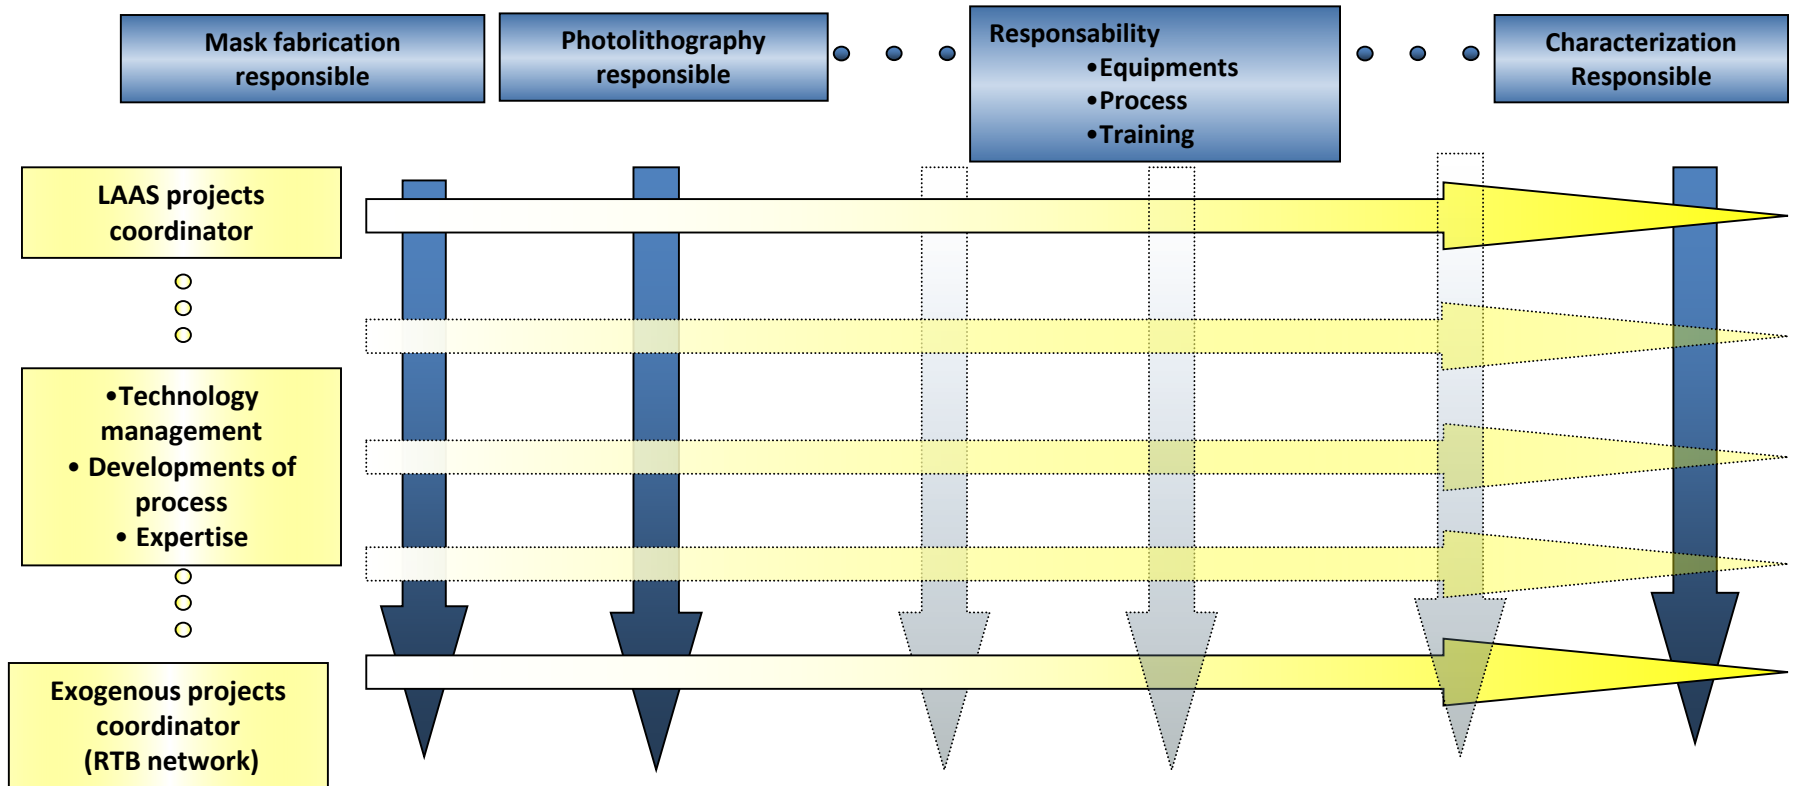 Mask fabrication
responsible
Photolithography
responsible
Responsability
•Equipments
•Process
•Training
Characterization
Responsible
LAAS projects
coordinator
•Technology
management
• Developments of
process
• Expertise
Exogenous projects
coordinator
(RTB network)